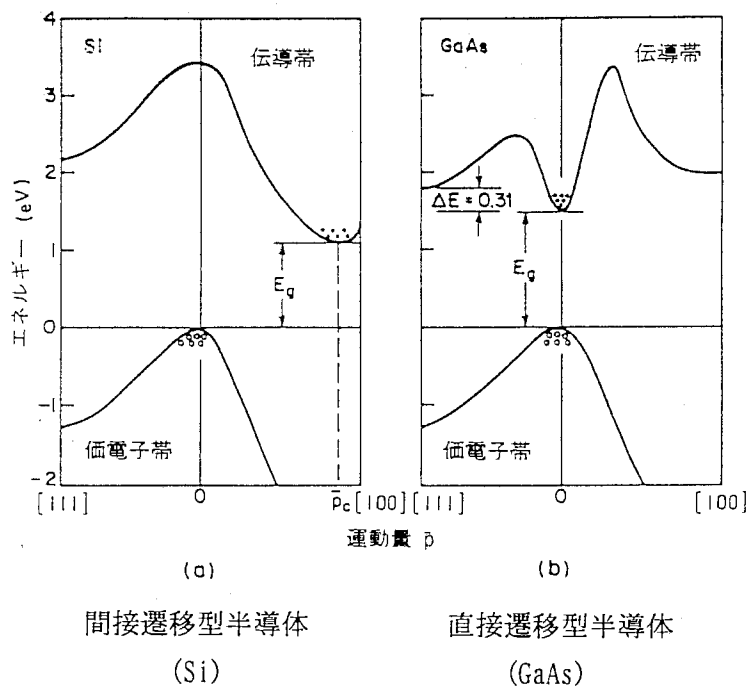 エネルギー (eV)
4
3
2
1
0
-1
-2
Si
伝導帯
Eg
価電子帯
[111]
0
p̄c
[100]
GaAs
伝導帯
ΔE = 0.31
Eg
価電子帯
[111]
0
[100]
運動量 p̄
(a)
(b)
間接遷移型半導体
(Si)
直接遷移型半導体
(GaAs)